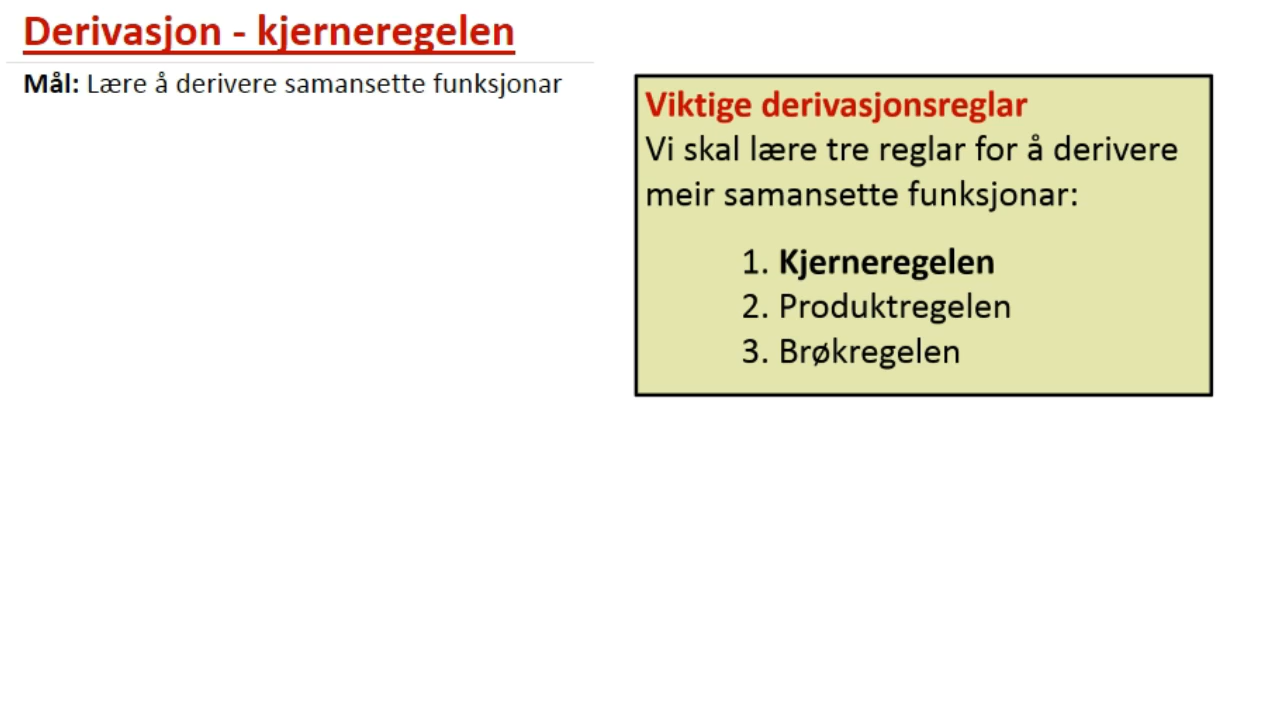 Derivasjon - kjerneregelen
Mål: Lære å derivere samansette funksjonar
Viktige derivasjonsreglar
Vi skal lære tre reglar for å derivere
meir samansette funksjonar:
1. Kjerneregelen
2. Produktregelen
3. Brøkregelen